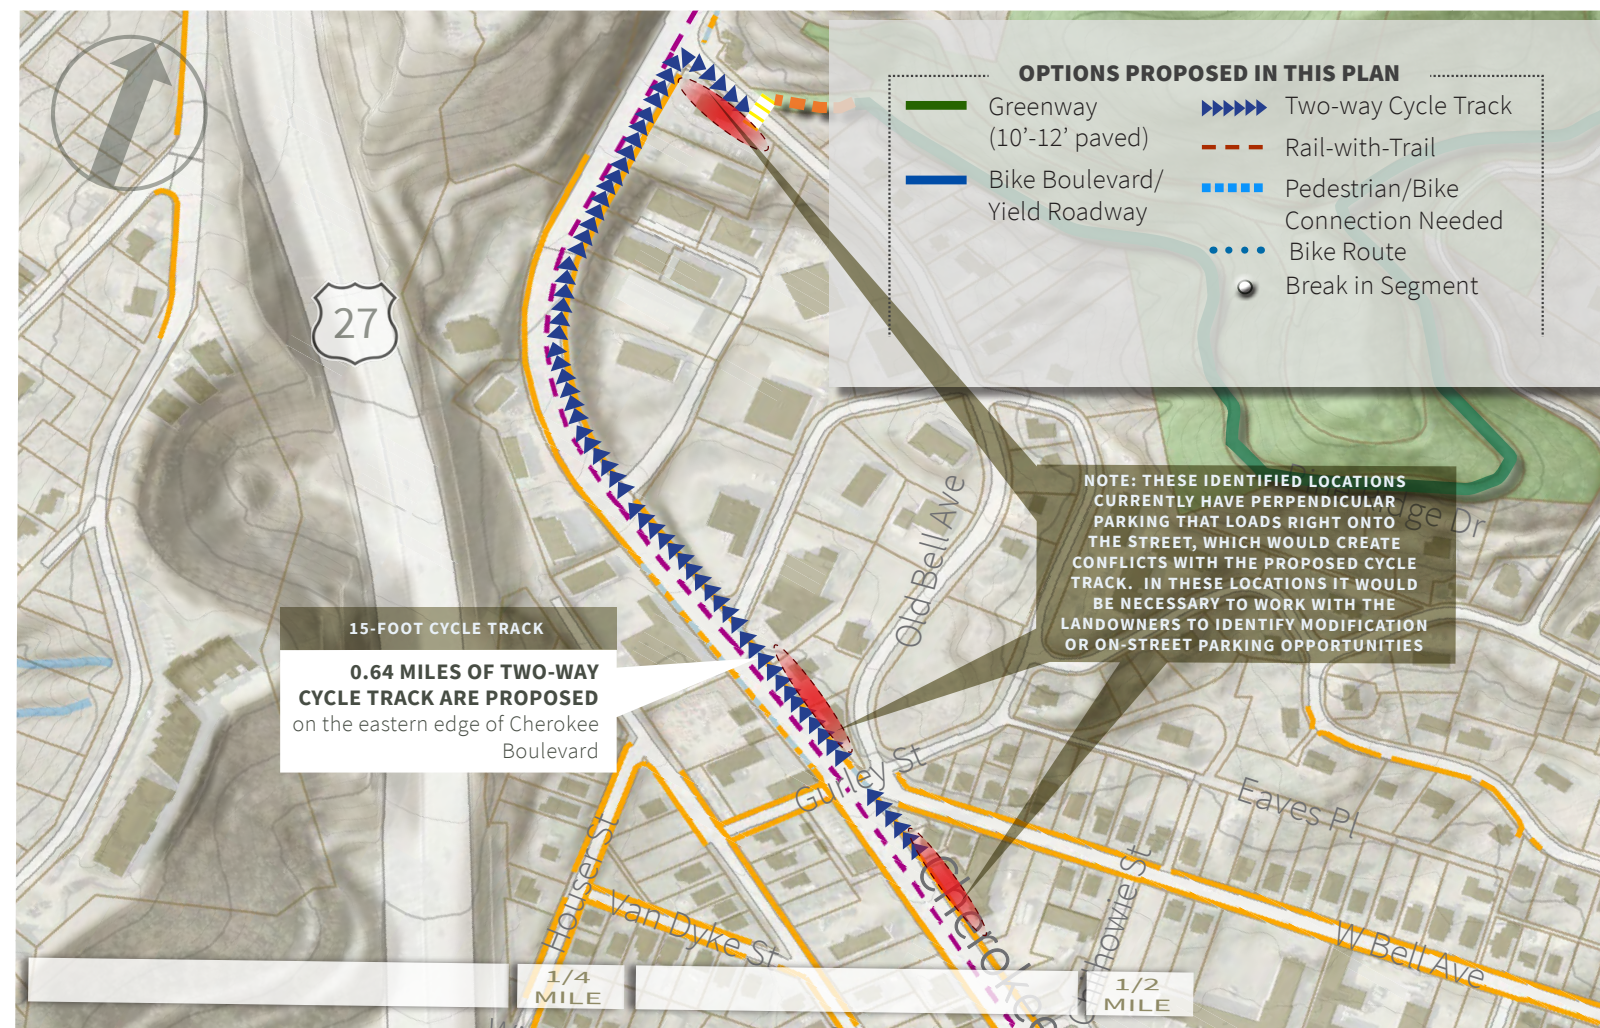 OPTIONS PROPOSED IN THIS PLAN
Greenway
(10'-12' paved)
Bike Boulevard/
Yield Roadway
Two-way Cycle Track
Rail-with-Trail
Pedestrian/Bike
Connection Needed
Bike Route
Break in Segment
27
NOTE: THESE IDENTIFIED LOCATIONS
CURRENTLY HAVE PERPENDICULAR
PARKING THAT LOADS RIGHT ONTO
THE STREET, WHICH WOULD CREATE
CONFLICTS WITH THE PROPOSED CYCLE
TRACK. IN THESE LOCATIONS IT WOULD
BE NECESSARY TO WORK WITH THE
LANDOWNERS TO IDENTIFY MODIFICATION
OR ON-STREET PARKING OPPORTUNITIES
Dr
Old Bell Ave
15-FOOT CYCLE TRACK
0.64 MILES OF TWO-WAY
CYCLE TRACK ARE PROPOSED
on the eastern edge of Cherokee
Boulevard
Gurley St
Eaves Pl
Houser St
Van Dyke St
Cherokee
W Bell Ave
1/4
MILE
1/2
MILE